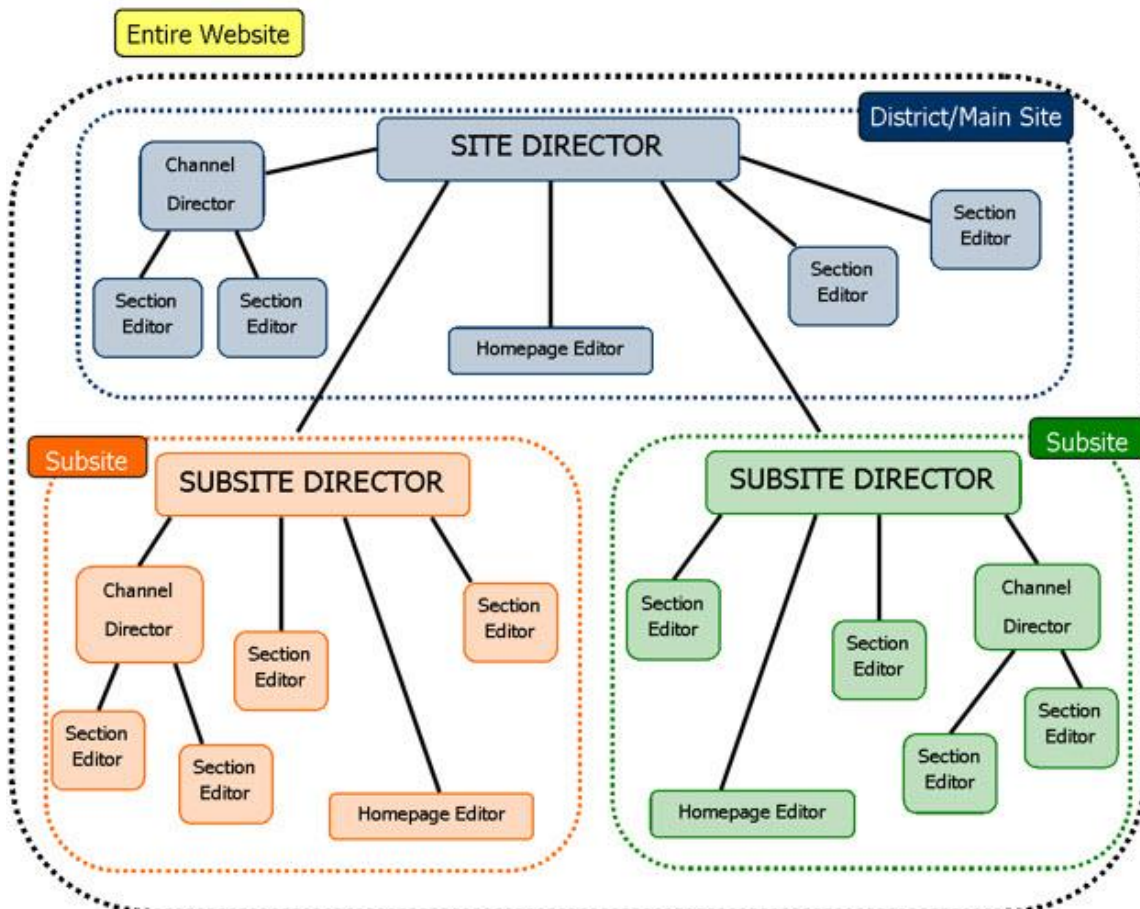 Entire Website
District/Main Site
SITE DIRECTOR
Channel
Director
Section
Editor
Section
Editor
Homepage Editor
Section
Editor
Section
Editor
Subsite
SUBSITE DIRECTOR
Channel
Director
Section
Editor
Section
Editor
Section
Editor
Homepage Editor
Section
Editor
Subsite
SUBSITE DIRECTOR
Section
Editor
Homepage Editor
Section
Editor
Channel
Director
Section
Editor
Section
Editor